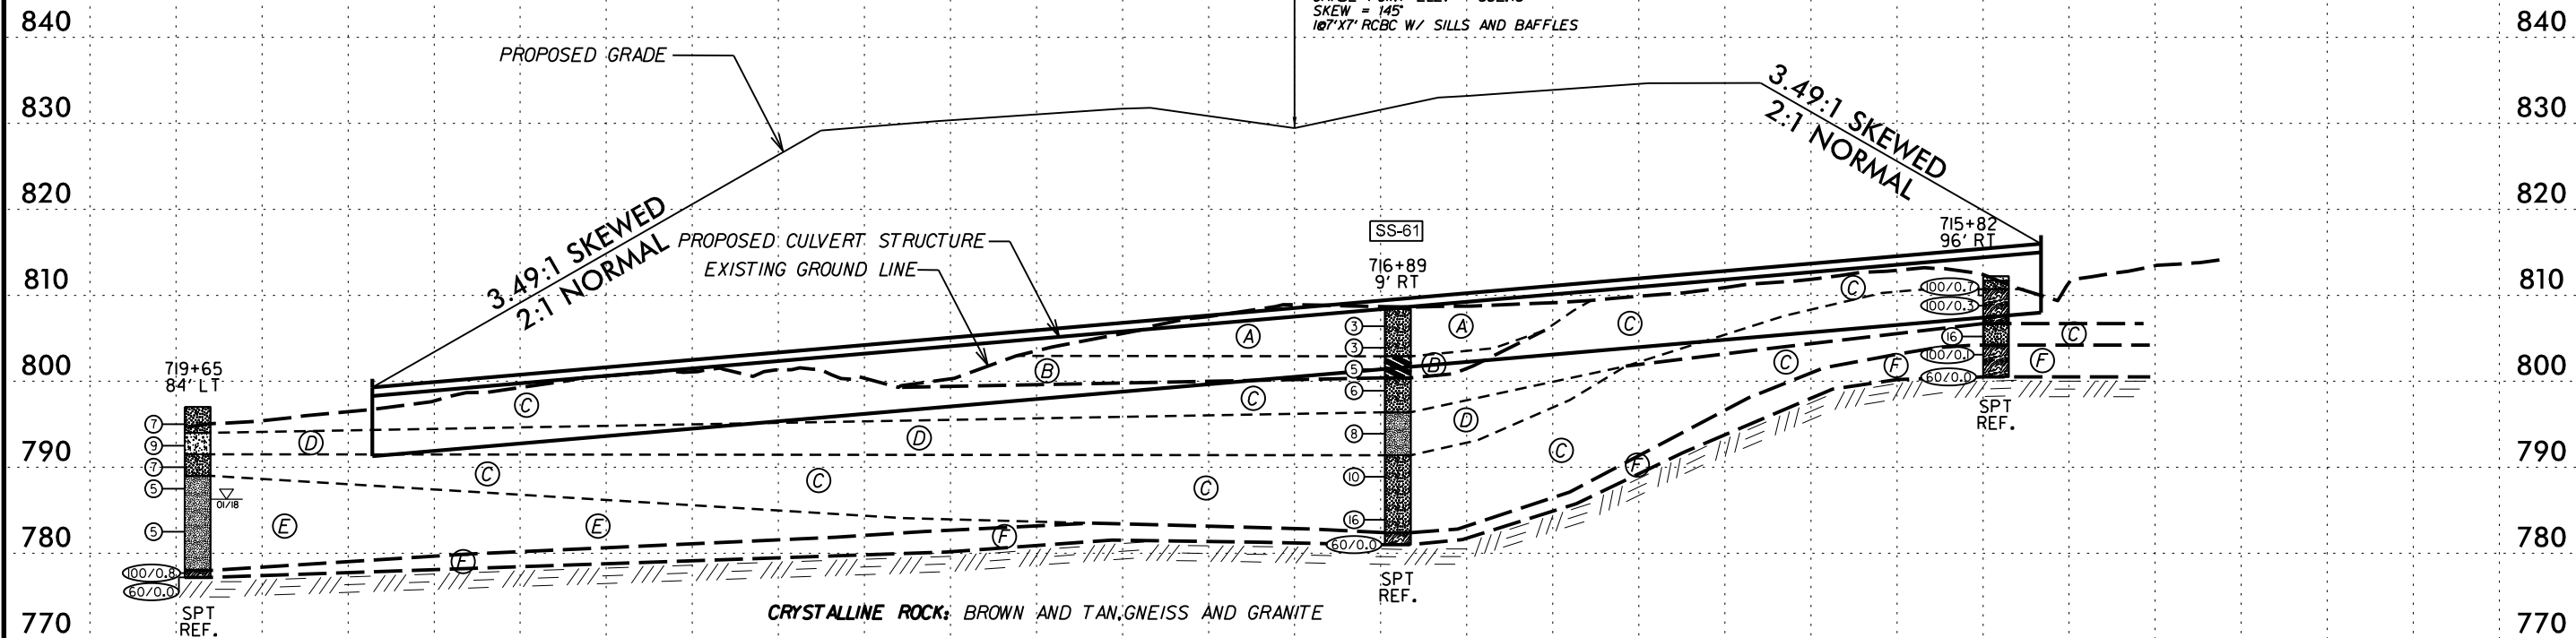 SKEW = 145°
1@7'X7' RCBC W/ SILLS AND BAFFLES
840
840
PROPOSED GRADE
3.49:1 SKEWED
2:1 NORMAL
830
830
820
820
3.49:1 SKEWED
2:1 NORMAL
PROPOSED CULVERT STRUCTURE
EXISTING GROUND LINE
SS-61
716+89
9' RT
715+82
96' RT
810
810
C
100/0.7
100/0.3
A
A
C
3
3
16
C
800
800
719+65
84' LT
B
B
5
C
F
100/0.1
F
60/0.0
C
C
6
SPT
REF.
7
9
D
D
8
D
790
790
7
C
C
C
10
C
F
5
01/18
780
780
5
E
E
F
16
60/0.0
F
100/0.8
60/0.0
SPT
REF.
SPT
REF.
CRYSTALLINE ROCK: BROWN AND TAN, GNEISS AND GRANITE
770
770